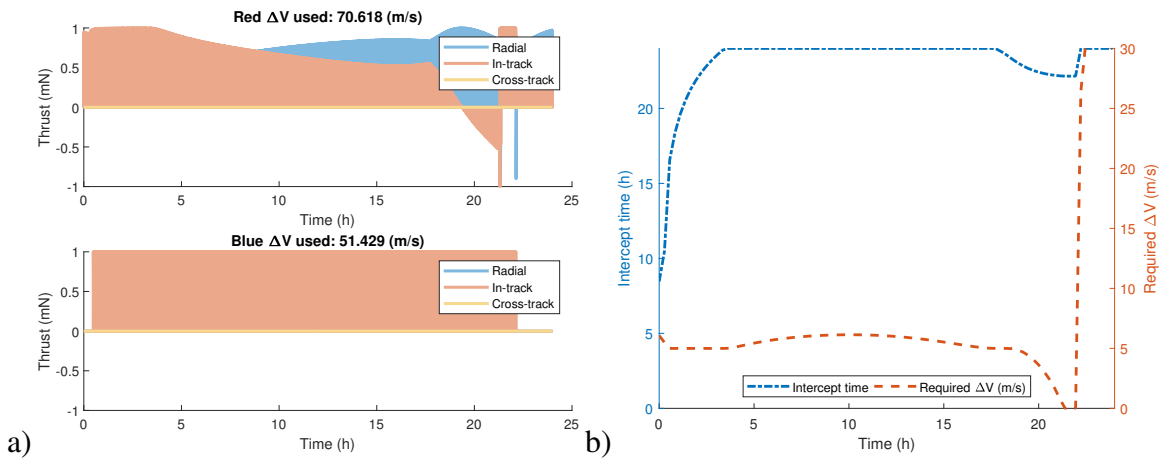 Red ΔV used: 70.618 (m/s)
1
0.5
0
-0.5
-1
Thrust (mN)
Radial
In-track
Cross-track
0
5
10
15
20
25
Time (h)
Blue ΔV used: 51.429 (m/s)
1
0.5
0
-0.5
-1
Thrust (mN)
Radial
In-track
Cross-track
0
5
10
15
20
25
Time (h)
a)
20
15
10
5
0
Intercept time (h)
30
25
20
15
10
5
0
Required ΔV (m/s)
Intercept time
Required ΔV (m/s)
0
5
10
15
20
Time (h)
b)